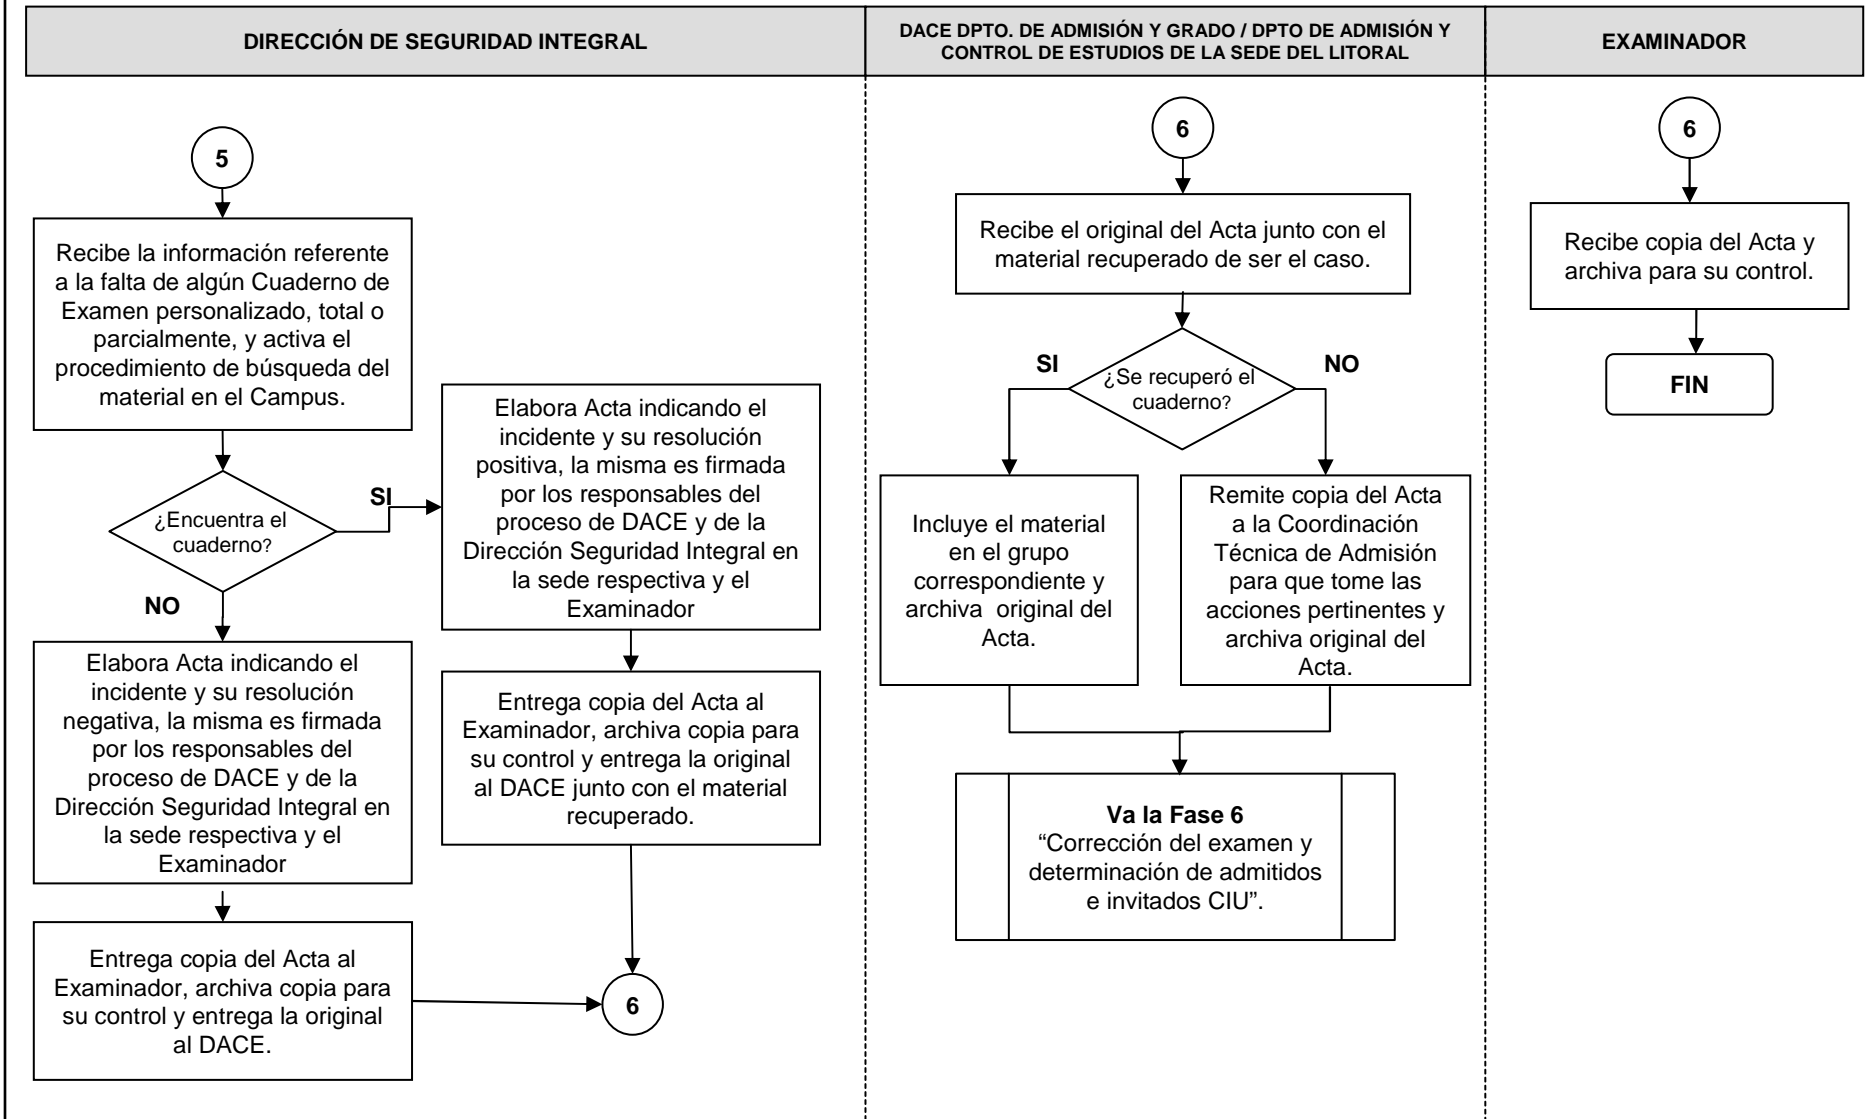 DIRECCIÓN DE SEGURIDAD INTEGRAL
DACE DPTO. DE ADMISIÓN Y GRADO / DPTO DE ADMISIÓN Y
CONTROL DE ESTUDIOS DE LA SEDE DEL LITORAL
EXAMINADOR
5
Recibe la información referente
a la falta de algún Cuaderno de
Examen personalizado, total o
parcialmente, y activa el
procedimiento de búsqueda del
material en el Campus.
¿Encuentra el
cuaderno?
SI
NO
Elabora Acta indicando el
incidente y su resolución
positiva, la misma es firmada
por los responsables del
proceso de DACE y de la
Dirección Seguridad Integral en
la sede respectiva y el
Examinador
Elabora Acta indicando el
incidente y su resolución
negativa, la misma es firmada
por los responsables del
proceso de DACE y de la
Dirección Seguridad Integral en
la sede respectiva y el
Examinador
Entrega copia del Acta al
Examinador, archiva copia para
su control y entrega la original
al DACE junto con el material
recuperado.
Entrega copia del Acta al
Examinador, archiva copia para
su control y entrega la original
al DACE.
6
6
Recibe el original del Acta junto con el
material recuperado de ser el caso.
¿Se recuperó el
cuaderno?
SI
NO
Incluye el material
en el grupo
correspondiente y
archiva original del
Acta.
Remite copia del Acta
a la Coordinación
Técnica de Admisión
para que tome las
acciones pertinentes y
archiva original del
Acta.
Va la Fase 6
“Corrección del examen y
determinación de admitidos
e invitados CIU”.
6
Recibe copia del Acta y
archiva para su control.
FIN